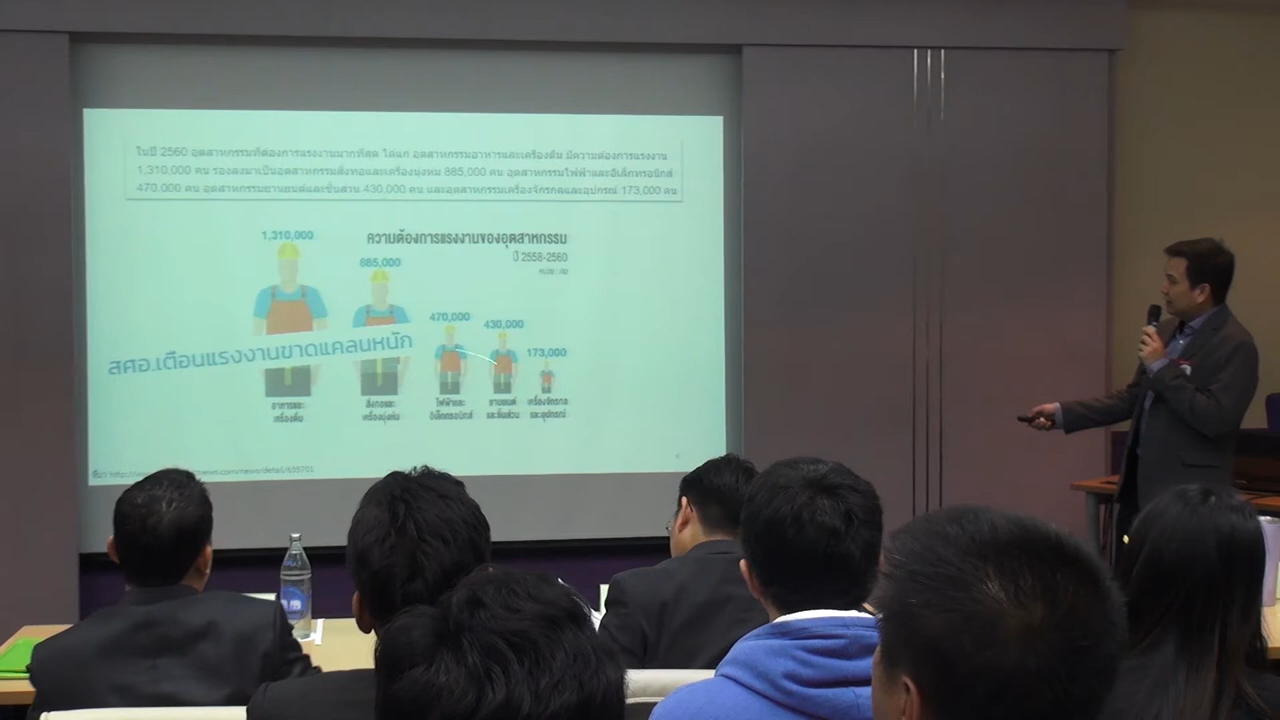 ในปี 2560 อุตสาหกรรมที่ต้องการแรงงานมากที่สุด ได้แก่ อุตสาหกรรมอาหารและเครื่องดื่ม มีความต้องการแรงงาน
1,310,000 คน รองลงมาเป็นอุตสาหกรรมสิ่งทอและเครื่องนุ่งห่ม 885,000 คน อุตสาหกรรมไฟฟ้าและอิเล็กทรอนิกส์
470,000 คน อุตสาหกรรมยานยนต์และชิ้นส่วน 430,000 คน และอุตสาหกรรมเครื่องจักรกลและอุปกรณ์ 173,000 คน
ความต้องการแรงงานของอุตสาหกรรม
ปี 2558-2560
หน่วย : คน
1,310,000
885,000
470,000
430,000
173,000
สศอ.เตือนแรงงานขาดแคลนหนัก
อาหารและ
เครื่องดื่ม
สิ่งทอและ
เครื่องนุ่งห่ม
ไฟฟ้าและ
อิเล็กทรอนิกส์
ยานยนต์
และชิ้นส่วน
เครื่องจักรกล
และอุปกรณ์
ที่มา http://
news.com/news/detail/635701